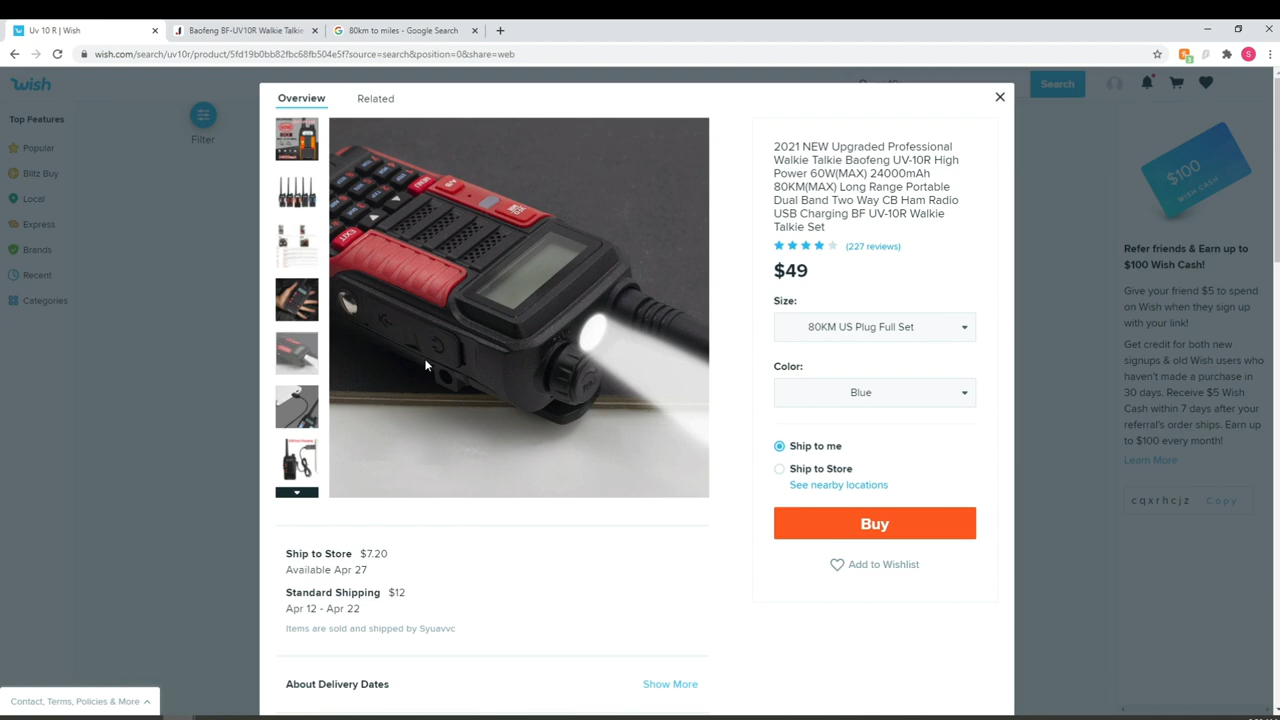 Uv 10 R | Wish
Baofeng BF-UV10R Walkie Talkie
80km to miles - Google Search
wish.com/search/uv10r/product/5fd19b0bb82fbc68fb504e5f?source=search&position=0&share=web
wish
Search
Top Features
Popular
Blitz Buy
Local
Express
Brands
Recent
Categories
Filter
Overview
Related
EXIT
2021 NEW Upgraded Professional
Walkie Talkie Baofeng UV-10R High
Power 60W(MAX) 24000mAh
80KM(MAX) Long Range Portable
Dual Band Two Way CB Ham Radio
USB Charging BF UV-10R Walkie
Talkie Set
(227 reviews)
$49
Size:
80KM US Plug Full Set
Color:
Blue
Ship to me
Ship to Store
See nearby locations
Buy
Add to Wishlist
Ship to Store $7.20
Available Apr 27
Standard Shipping $12
Apr 12 - Apr 22
Items are sold and shipped by Syuavvc
About Delivery Dates
Show More
$100
WISH CASH
Refer friends & Earn up to
$100 Wish Cash!
Give your friend $5 to spend
on Wish when they sign up
with your link!
Get credit for both new
signups & old Wish users who
haven't made a purchase in
30 days. Receive $5 Wish
Cash within 7 days after your
referral's order ships. Earn up
to $100 every month!
Learn More
cqxrhcjz Copy
Contact, Terms, Policies & More